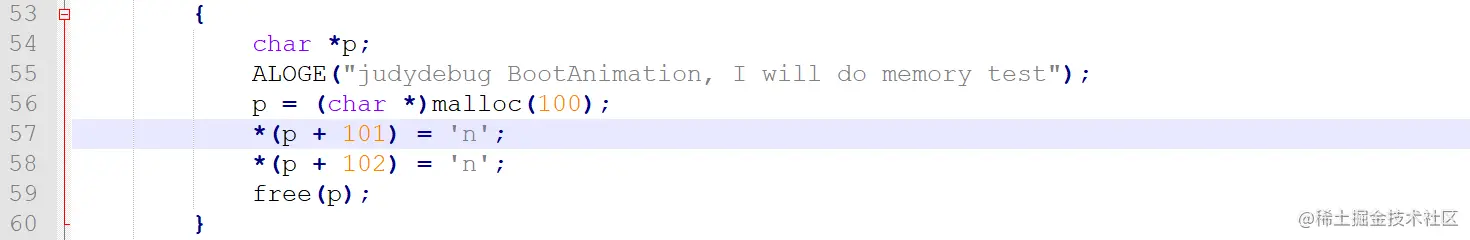 53 {
54 char *p;
55 ALOGE("judydebug BootAnimation, I will do memory test");
56 p = (char *)malloc(100);
57 *(p + 101) = 'n';
58 *(p + 102) = 'n';
59 free(p);
60 }
@稀土掘金技术社区